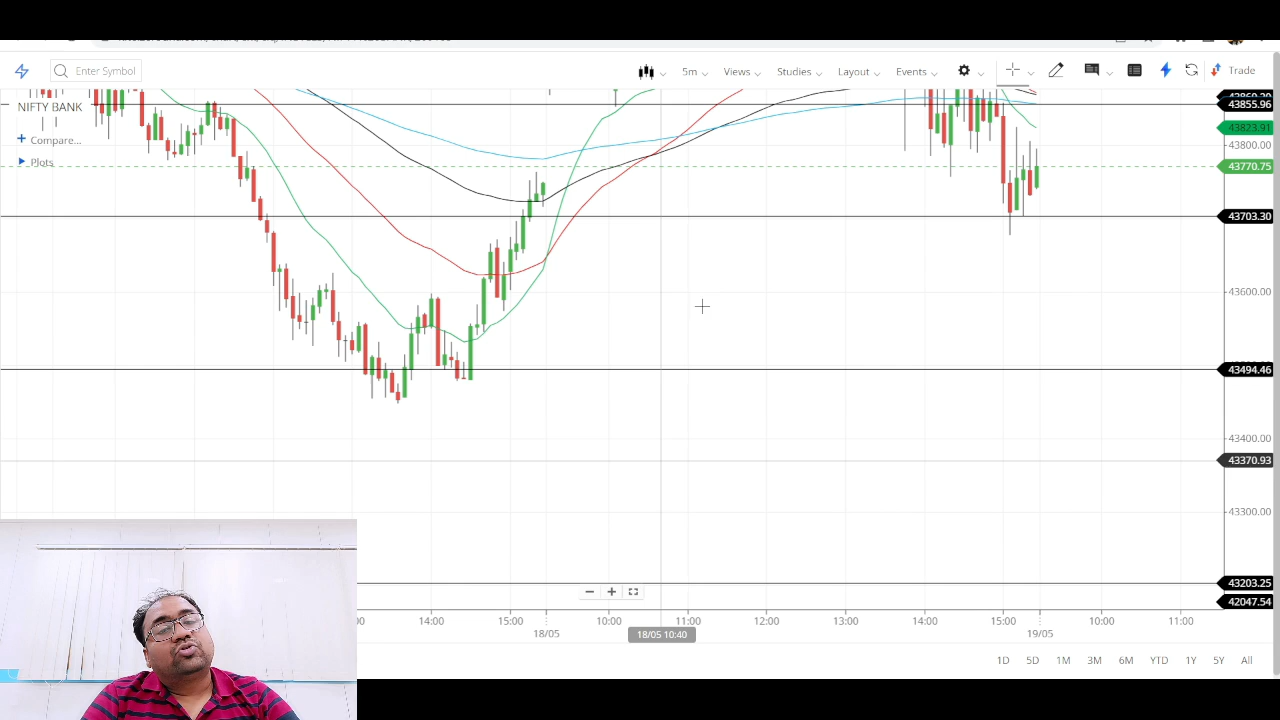 Enter Symbol
5m
Views
Studies
Layout
Events
Trade
NIFTY BANK
Compare...
Plots
43855.96
43823.91
43800.00
43770.75
43703.30
43600.00
43494.46
43400.00
43370.93
43300.00
43203.25
42047.54
14:00
15:00
10:00
11:00
12:00
13:00
14:00
15:00
10:00
11:00
18/05
18/05 10:40
19/05
1D
5D
1M
3M
6M
YTD
1Y
5Y
All